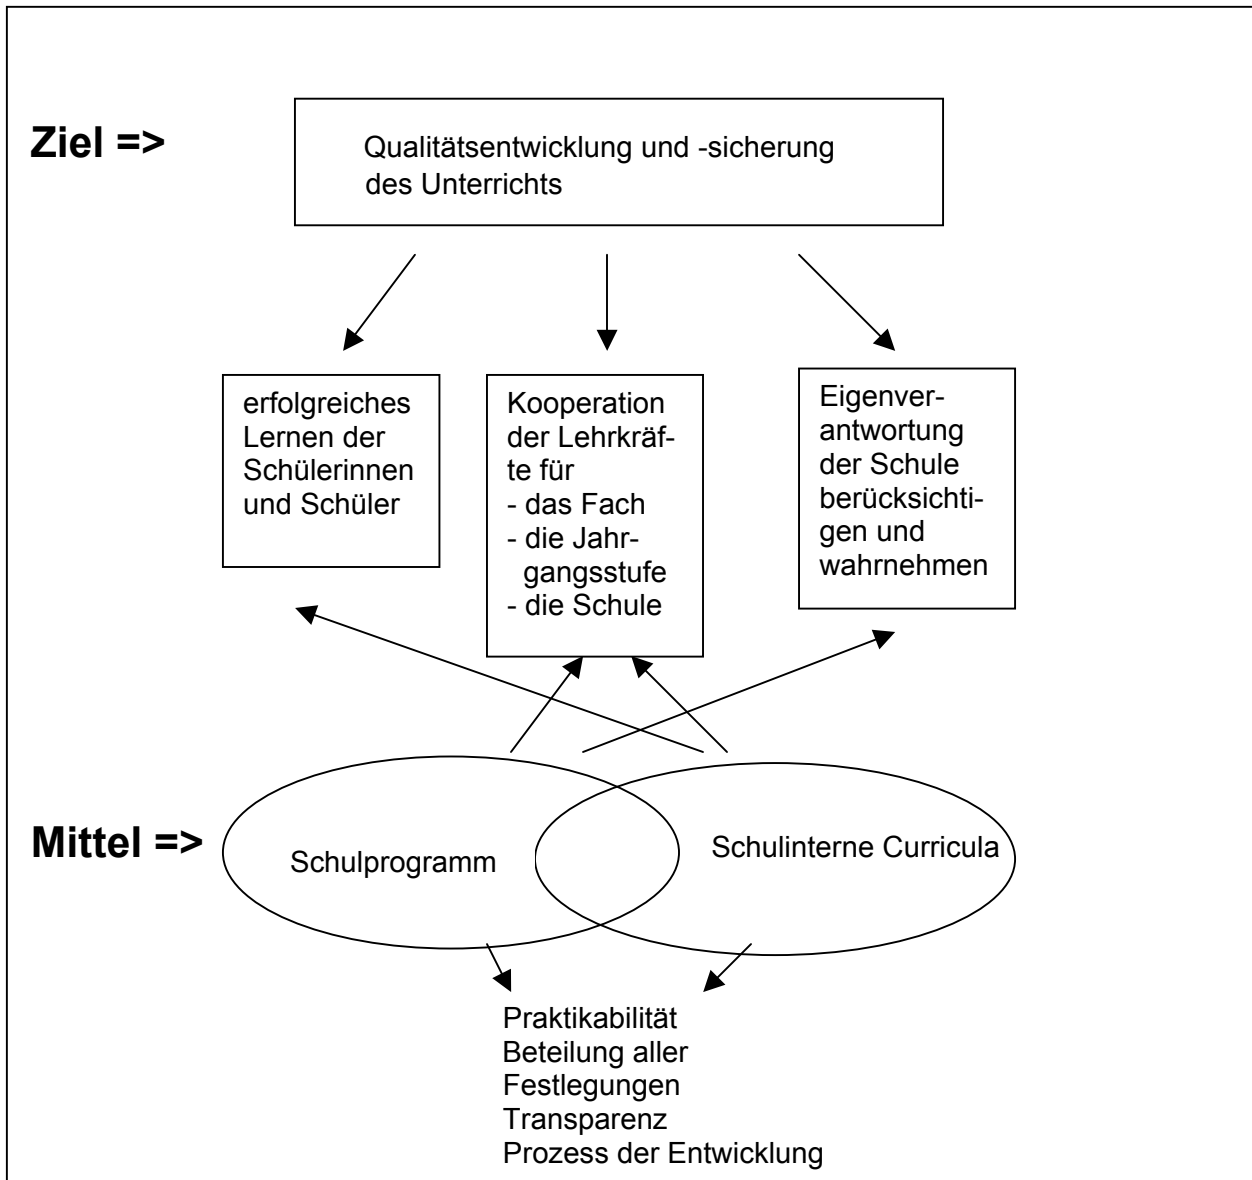 Ziel =>
Qualitätsentwicklung und -sicherung
des Unterrichts
erfolgreiches
Lernen der
Schülerinnen
und Schüler
Kooperation
der Lehrkräf-
te für
- das Fach
- die Jahr-
gangsstufe
- die Schule
Eigenver-
antwortung
der Schule
berücksichti-
gen und
wahrnehmen
Mittel =>
Schulprogramm
Schulinterne Curricula
Praktikabilität
Beteilung aller
Festlegungen
Transparenz
Prozess der Entwicklung